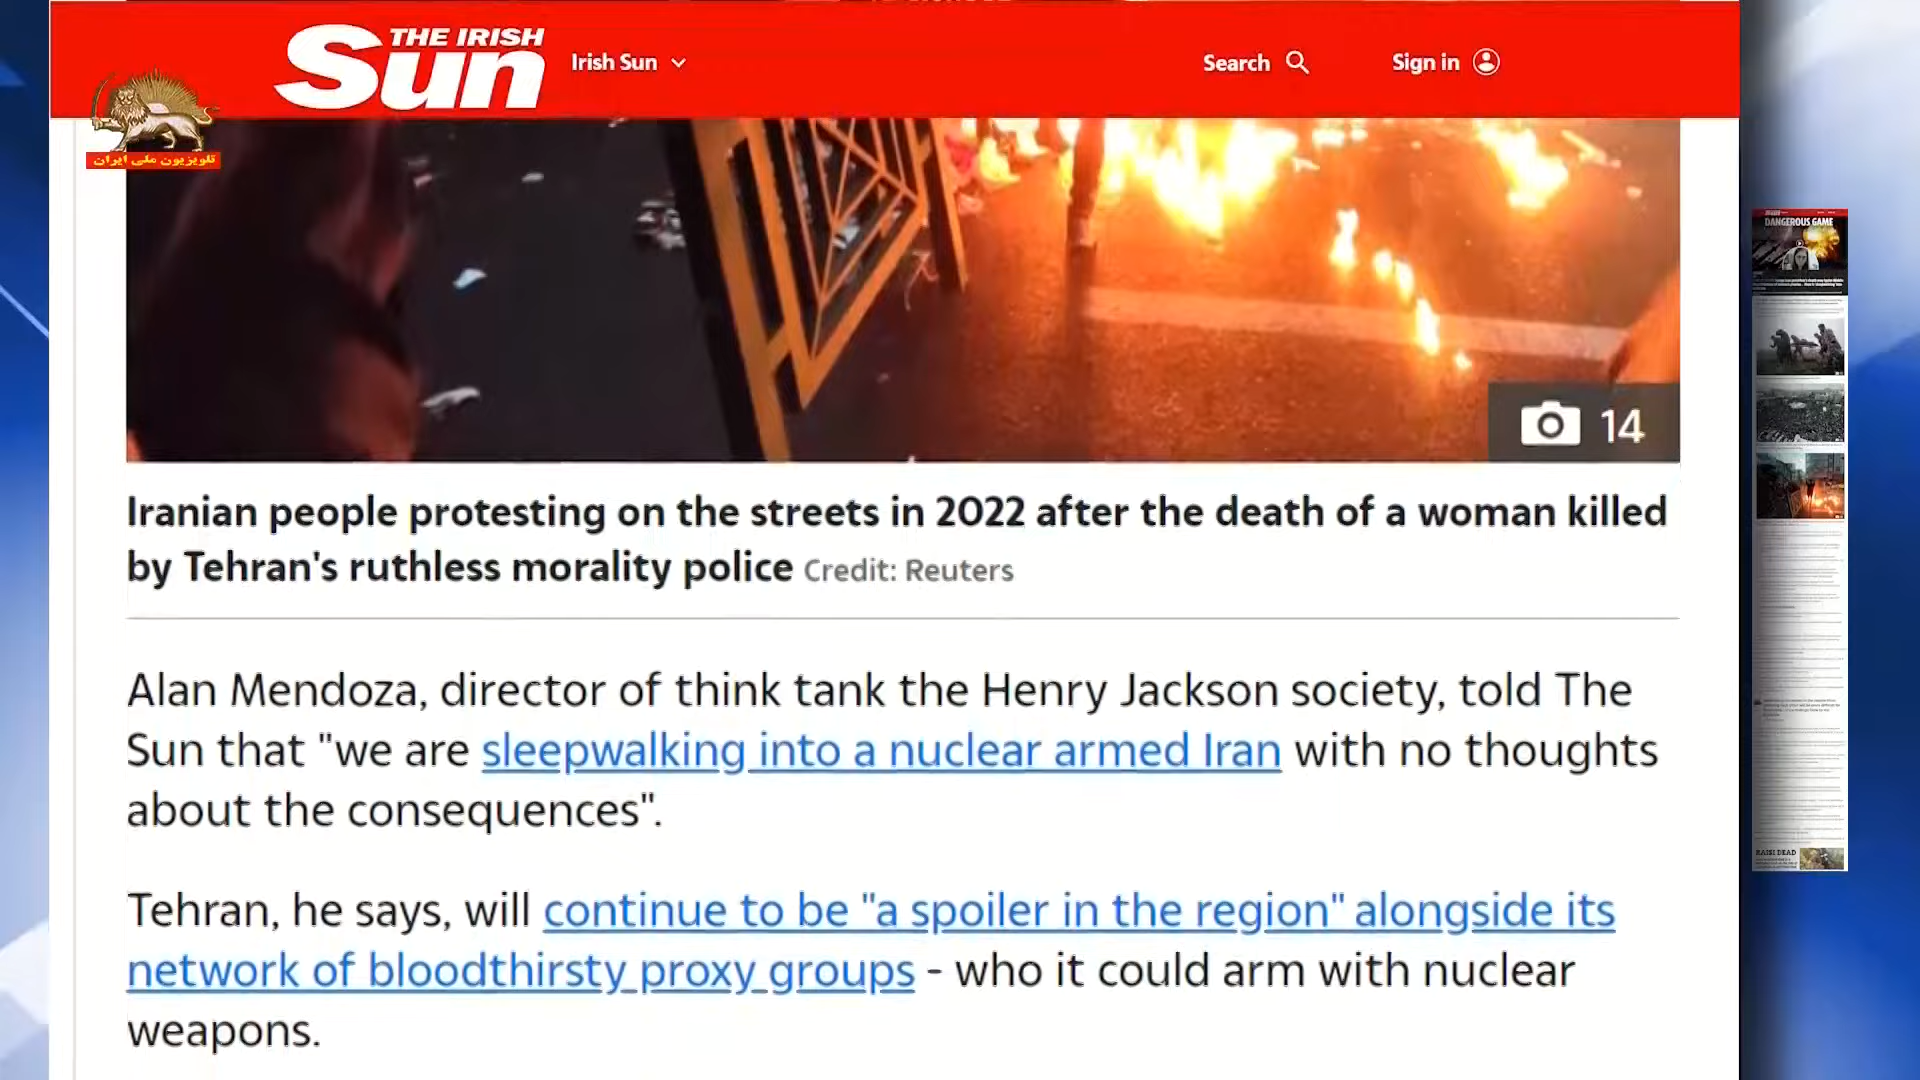 THE IRISH
Sun
Irish Sun
Search
Sign in
تلویزیون ملی ایران
14
Iranian people protesting on the streets in 2022 after the death of a woman killed
by Tehran's ruthless morality police Credit: Reuters
Alan Mendoza, director of think tank the Henry Jackson society, told The
Sun that "we are sleepwalking into a nuclear armed Iran with no thoughts
about the consequences".
Tehran, he says, will continue to be "a spoiler in the region" alongside its
network of bloodthirsty proxy groups - who it could arm with nuclear
weapons.
DANGEROUS GAME
RAISI DEAD